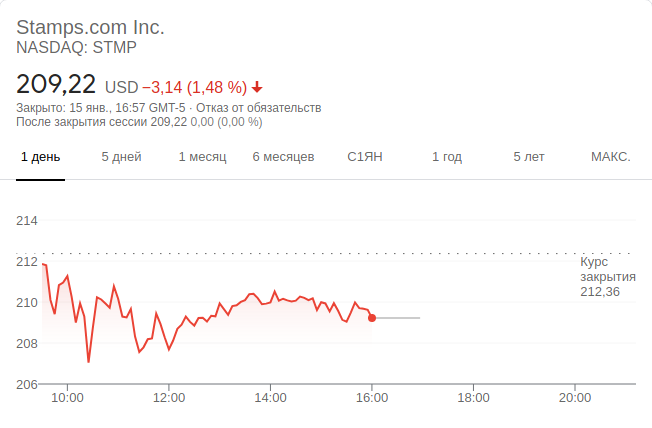 Stamps.com Inc.
NASDAQ: STMP
209,22 USD −3,14 (1,48 %)
Закрыто: 15 янв., 16:57 GMT-5 · Отказ от обязательств
После закрытия сессии 209,22 0,00 (0,00 %)
1 день 5 дней 1 месяц 6 месяцев С1ЯН 1 год 5 лет МАКС.
214
212
Курс
закрытия
212,36
210
208
206
10:00 12:00 14:00 16:00 18:00 20:00